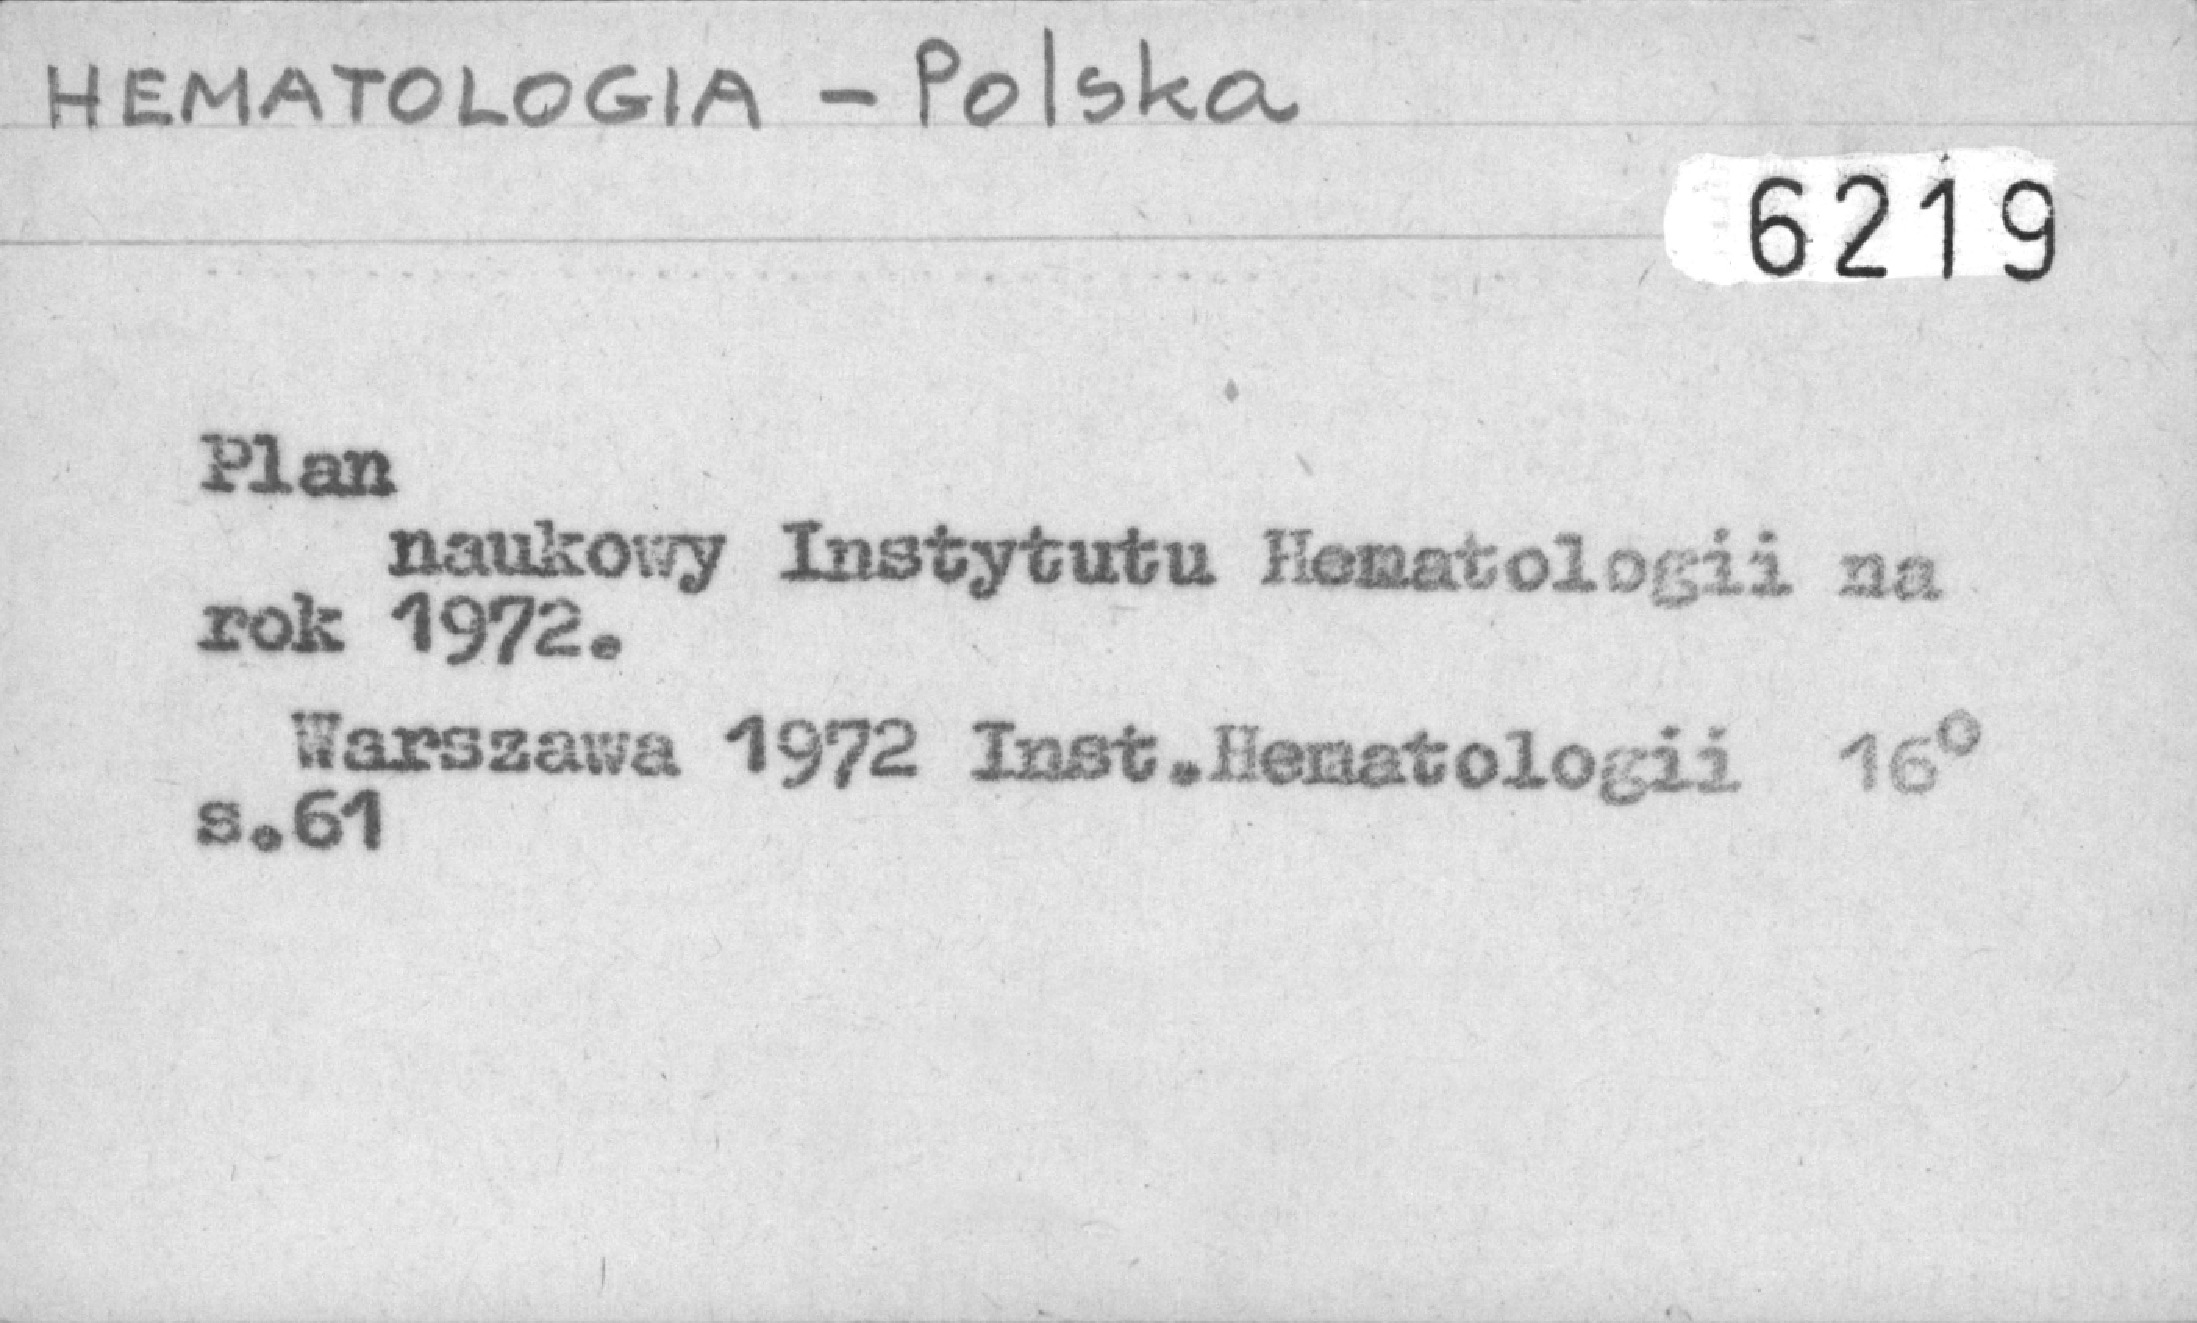 HEMATOLOGIA - Polska
6219
Plan
naukowy Instytutu Hematologii na
rok 1972.
Warszawa 1972 Inst.Hematologii 16°
s.61